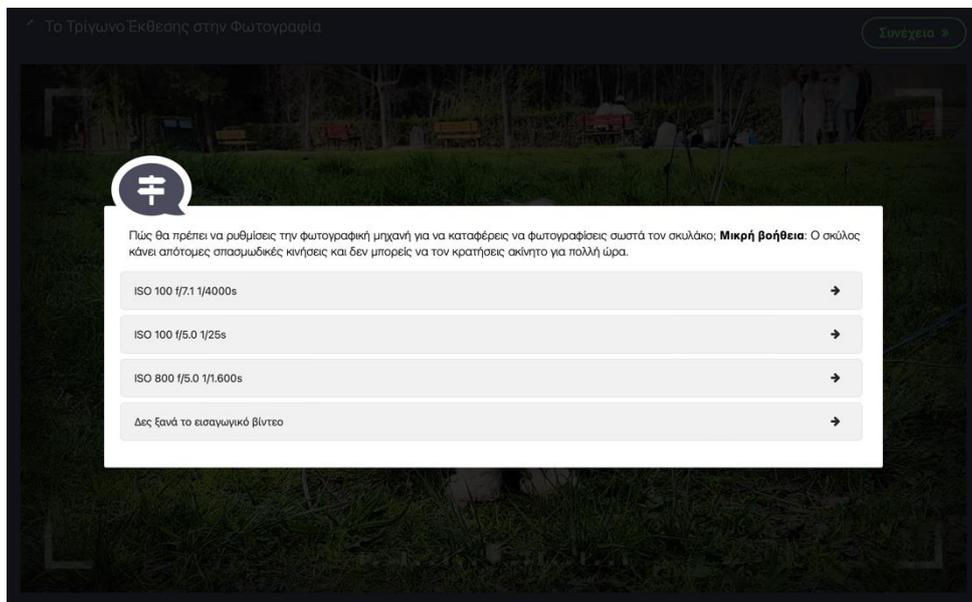 Το Τρίγωνο Έκθεσης στην Φωτογραφία
Συνέχεια »
Πώς θα πρέπει να ρυθμίσεις την φωτογραφική μηχανή για να καταφέρεις να φωτογραφίσεις σωστά τον σκυλάκο; Μικρή βοήθεια: Ο σκύλος
κάνει απότομες σπασμωδικές κινήσεις και δεν μπορείς να τον κρατήσεις ακίνητο για πολλή ώρα.
ISO 100 f/7.1 1/4000s
ISO 100 f/5.0 1/25s
ISO 800 f/5.0 1/1.600s
Δες ξανά το εισαγωγικό βίντεο